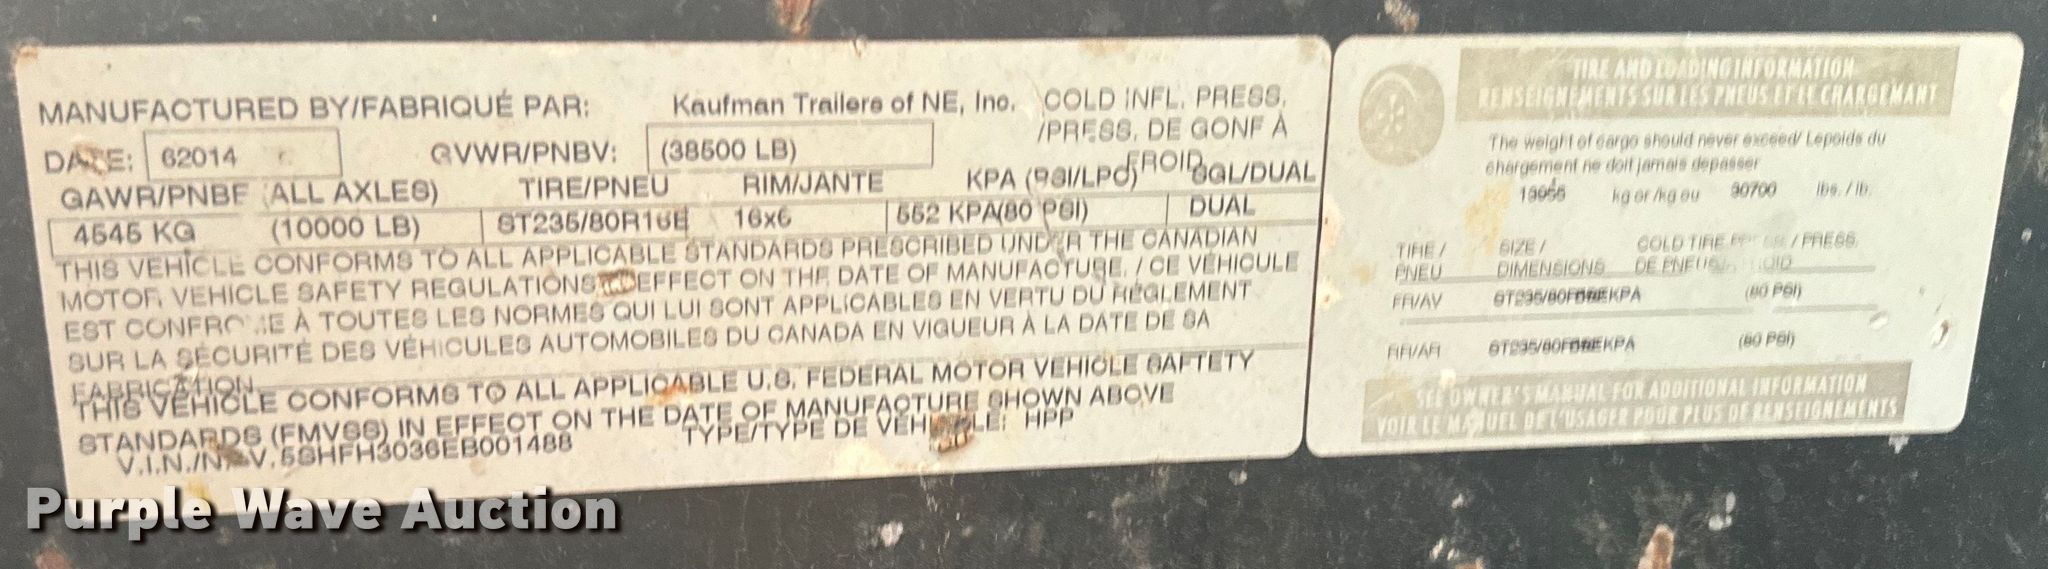 MANUFACTURED BY/FABRIQUÉ PAR: Kaufman Trailers of NE, Inc.
COLD INFL. PRESS.
/PRESS. DE GONF À
FROID
DATE: 62014 GVWR/PNBV: (38500 LB)
GAWR/PNBF (ALL AXLES) TIRE/PNEU RIM/JANTE KPA (PSI/LPC) SGL/DUAL
4545 KG (10000 LB) ST235/80R16E 16x6 552 KPA(80 PSI) DUAL
THIS VEHICLE CONFORMS TO ALL APPLICABLE STANDARDS PRESCRIBED UNDER THE CANADIAN
MOTOR VEHICLE SAFETY REGULATIONS EFFECT ON THE DATE OF MANUFACTURE. / CE VÉHICULE
EST CONFROME À TOUTES LES NORMES QUI LUI SONT APPLICABLES EN VERTU DU RÉGLEMENT
SUR LA SÉCURITÉ DES VÉHICULES AUTOMOBILES DU CANADA EN VIGUEUR À LA DATE DE SA
FABRICATION
THIS VEHICLE CONFORMS TO ALL APPLICABLE U.S. FEDERAL MOTOR VEHICLE SAFTETY
STANDARDS (FMVSS) IN EFFECT ON THE DATE OF MANUFACTURE SHOWN ABOVE
V.I.N./N.I.V. 5SHFH3036EB001488 TYPE/TYPE DE VEHICLE: HPP
TIRE AND LOADING INFORMATION
RENSEIGNEMENTS SUR LES PNEUS ET LE CHARGEMANT
The weight of cargo should never exceed/ Lepoids du
chargement ne doit jamais depasser
kg or /kg ou 30700 lbs. / lb.
TIRE / SIZE / COLD TIRE / PRESS.
PNEU DIMENSIONS DE PNEUS
FR/AV KPA (80 PSI)
RR/AR KPA (80 PSI)
SEE OWNER'S MANUAL FOR ADDITIONAL INFORMATION
VOIR LE MANUEL DE L'USAGER POUR PLUS DE RENSEIGNEMENTS
Purple Wave Auction